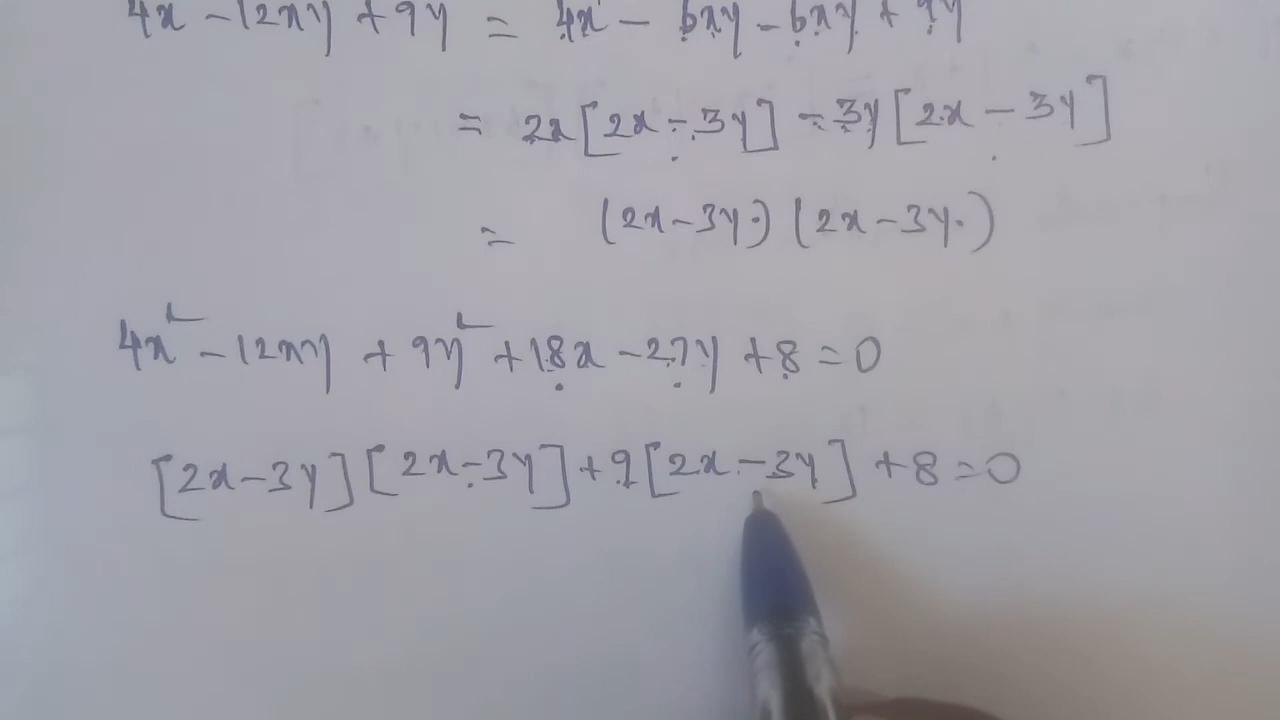 4x - 12xy + 9y = 4x - 6xy - 6xy + 9y
= 2x[2x - 3y] - 3y[2x - 3y]
= (2x - 3y)(2x - 3y)
4x² - 12xy + 9y² + 18x - 27y + 8 = 0
[2x - 3y][2x - 3y] + 9[2x - 3y] + 8 = 0